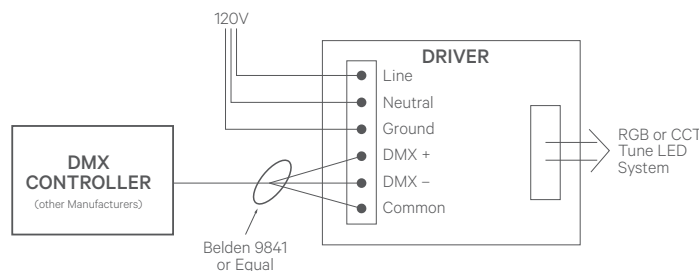 120V
DRIVER
Line
Neutral
Ground
DMX +
DMX –
Common
RGB or CCT
Tune LED
System
DMX
CONTROLLER
(other Manufacturers)
Belden 9841
or Equal